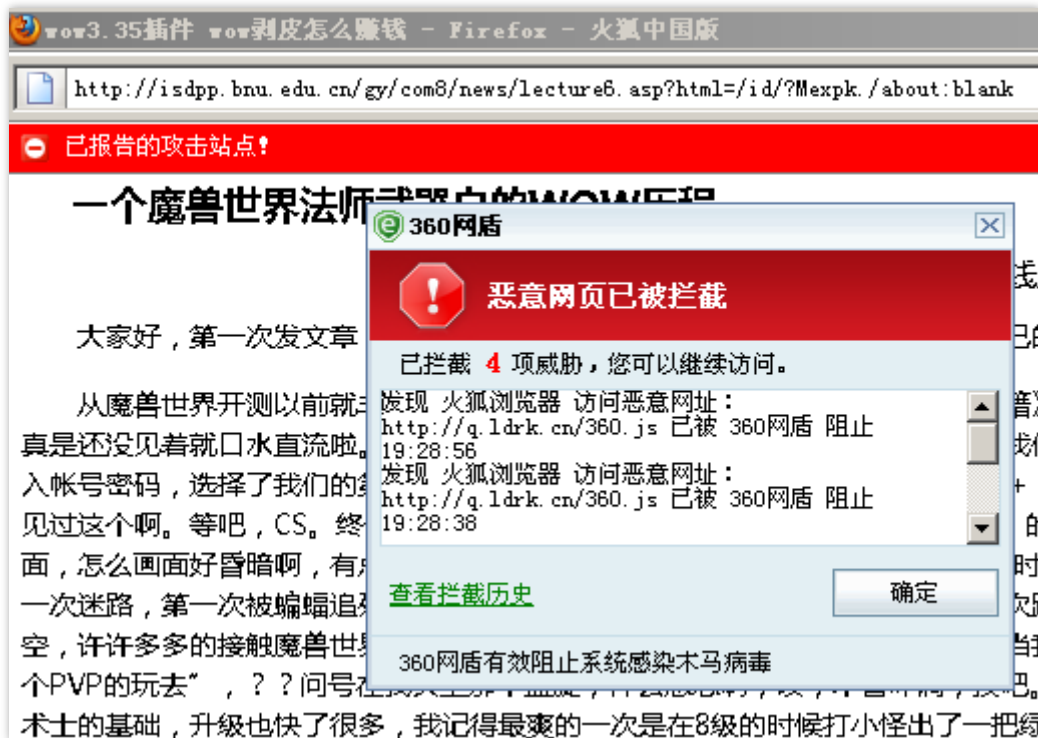 wow3.35插件 wow剥皮怎么赚钱 - Firefox - 火狐中国版
http://isdpp.bnu.edu.cn/gy/com8/news/lecture6.asp?html=/id/?Mexpk./about:blank
已报告的攻击站点!
一个魔兽世界法师武器户的WOW历程
360网盾
恶意网页已被拦截
已拦截 4 项威胁，您可以继续访问。
发现 火狐浏览器 访问恶意网址：
http://q.ldrk.cn/360.js 已被 360网盾 阻止
19:28:56
发现 火狐浏览器 访问恶意网址：
http://q.ldrk.cn/360.js 已被 360网盾 阻止
19:28:38
查看拦截历史
确定
360网盾有效阻止系统感染木马病毒
大家好，第一次发文章
从魔兽世界开测以前就
真是还没见着就口水直流啦。
入帐号密码，选择了我们的
见过这个啊。等吧，CS。终
面，怎么画面好昏暗啊，有
一次迷路，第一次被蝙蝠追
空，许许多多的接触魔兽世
个PVP的玩去”，？？问号
术士的基础，升级也快了很多，我记得最爽的一次是在8级的时候打小怪出了一把绿